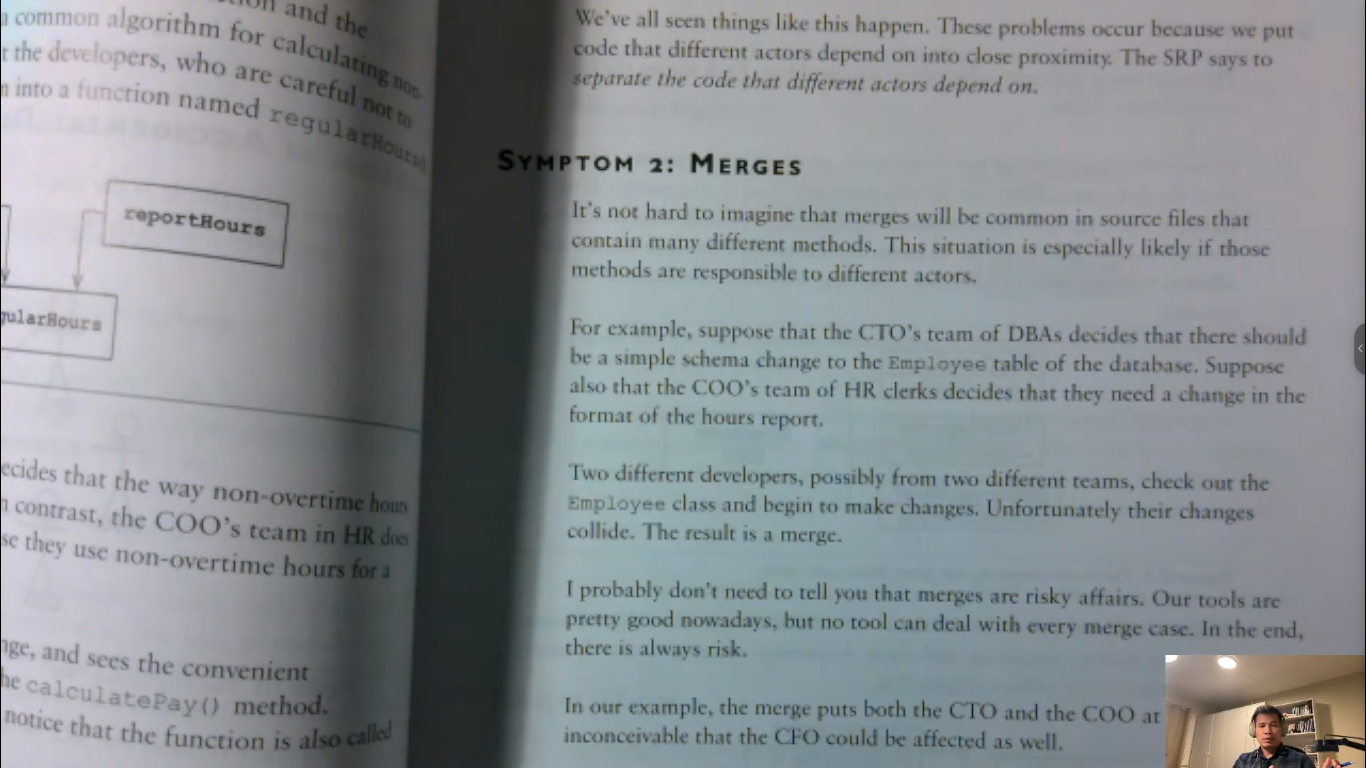 and the
a common algorithm for calculating non-
the developers, who are careful not to
into a function named regularHours
reportHours
gularHours
ecides that the way non-overtime hours
contrast, the COO's team in HR does
se they use non-overtime hours for a
nge, and sees the convenient
he calculatePay() method.
notice that the function is also called
We've all seen things like this happen. These problems occur because we put
code that different actors depend on into close proximity. The SRP says to
separate the code that different actors depend on.
SYMPTOM 2: MERGES
It's not hard to imagine that merges will be common in source files that
contain many different methods. This situation is especially likely if those
methods are responsible to different actors.
For example, suppose that the CTO's team of DBAs decides that there should
be a simple schema change to the Employee table of the database. Suppose
also that the COO's team of HR clerks decides that they need a change in the
format of the hours report.
Two different developers, possibly from two different teams, check out the
Employee class and begin to make changes. Unfortunately their changes
collide. The result is a merge.
I probably don't need to tell you that merges are risky affairs. Our tools are
pretty good nowadays, but no tool can deal with every merge case. In the end,
there is always risk.
In our example, the merge puts both the CTO and the COO at
inconceivable that the CFO could be affected as well.